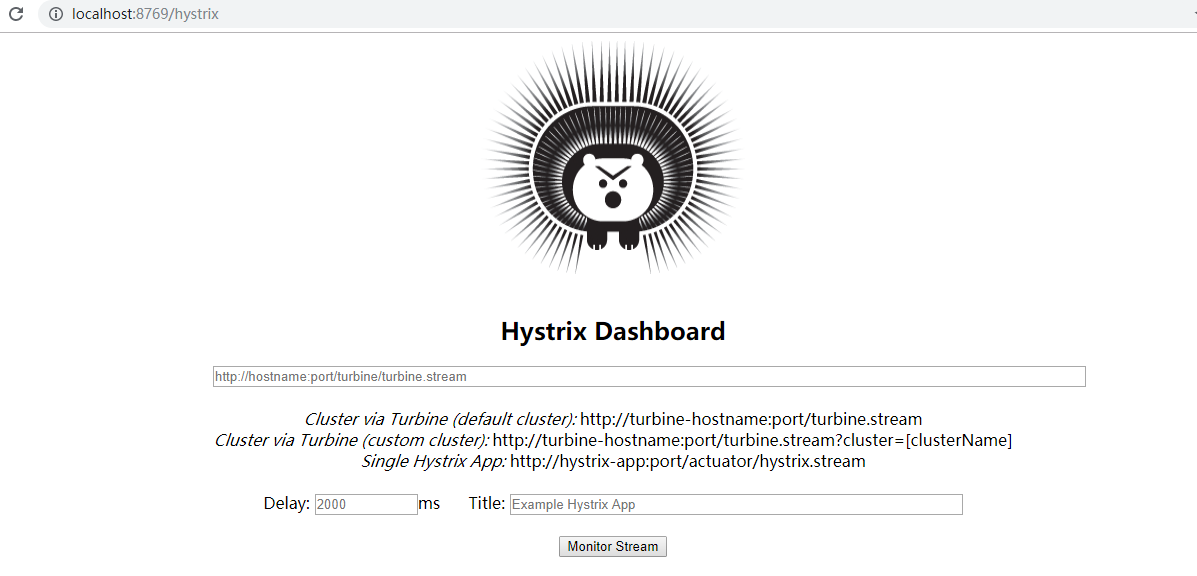 localhost:8769/hystrix
Hystrix Dashboard
http://hostname:port/turbine/turbine.stream
Cluster via Turbine (default cluster): http://turbine-hostname:port/turbine.stream
Cluster via Turbine (custom cluster): http://turbine-hostname:port/turbine.stream?cluster=[clusterName]
Single Hystrix App: http://hystrix-app:port/actuator/hystrix.stream
Delay: 2000 ms Title: Example Hystrix App
Monitor Stream